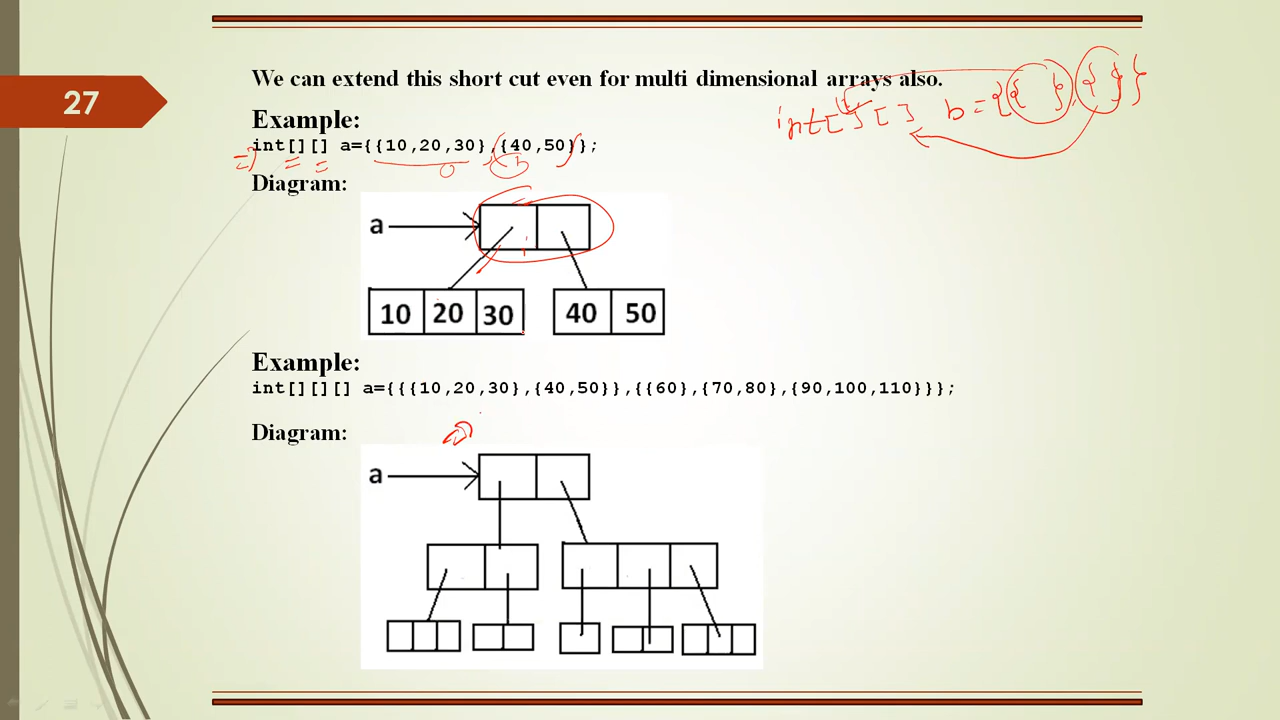 27
We can extend this short cut even for multi dimensional arrays also.
int[][] b={{ },{ }}
Example:
int[][] a={{10,20,30},{40,50}};
Diagram:
a
10 20 30 40 50
Example:
int[][][] a={{{10,20,30},{40,50}},{{60},{70,80},{90,100,110}}};
Diagram:
a